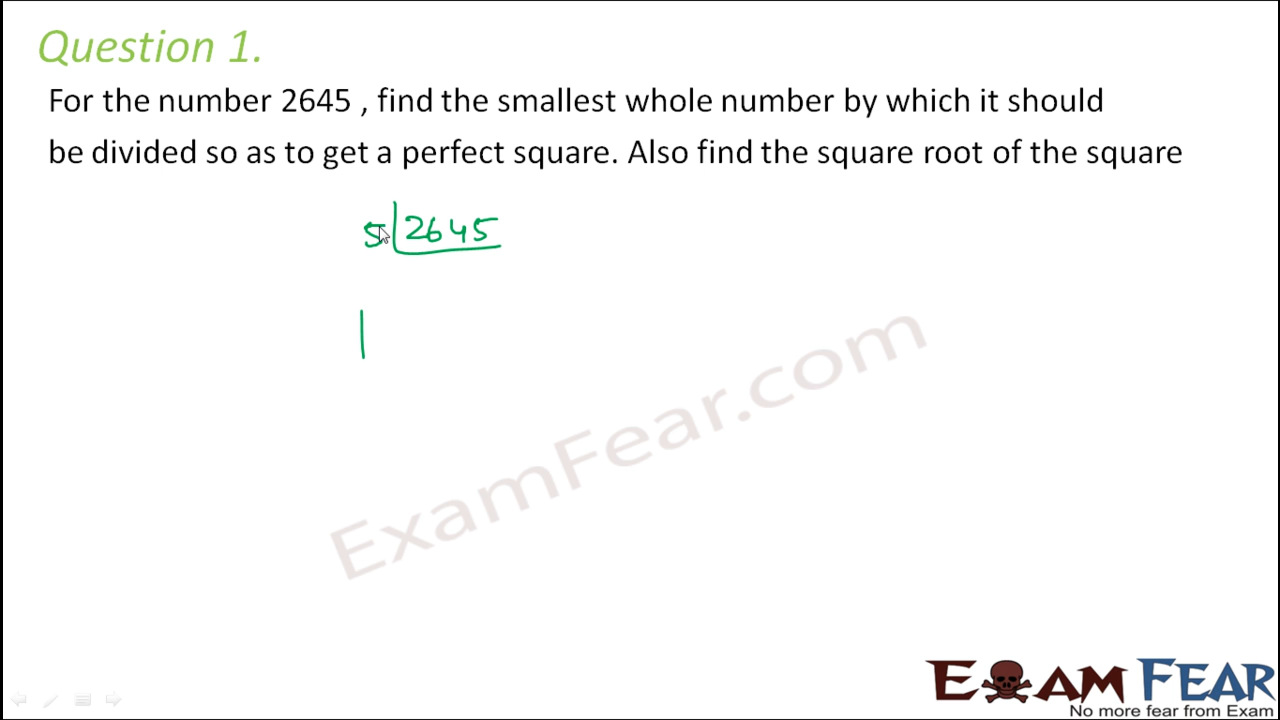 Question 1.
For the number 2645 , find the smallest whole number by which it should
be divided so as to get a perfect square. Also find the square root of the square
5 2645
ExamFear.com
EXAM FEAR
No more fear from Exam